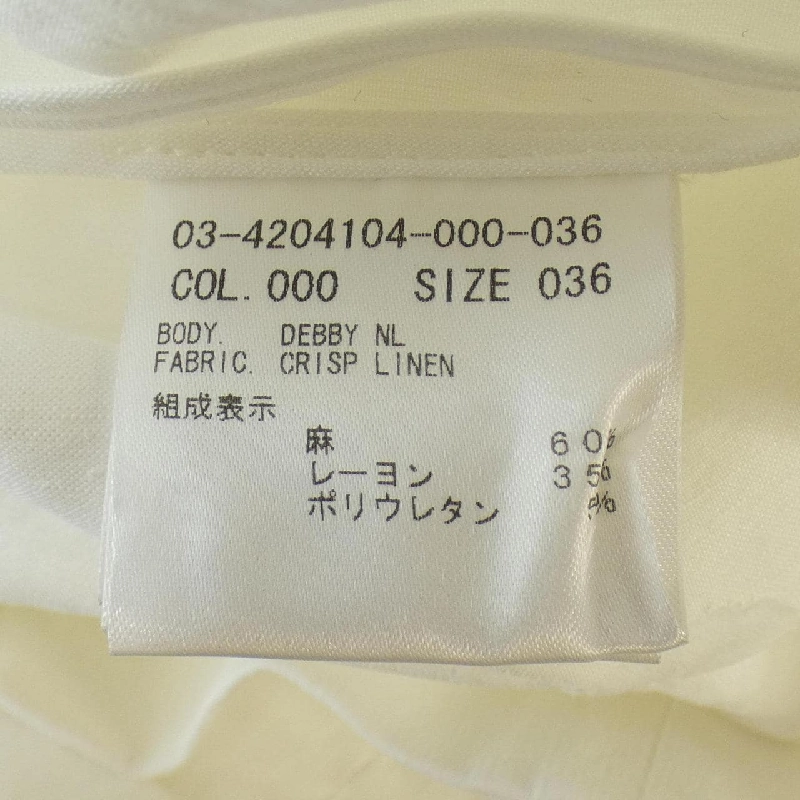 03-4204104-000-036
COL. 000 SIZE 036
BODY. DEBBY NL
FABRIC. CRISP LINEN
組成表示
麻 60%
レーヨン 35%
ポリウレタン